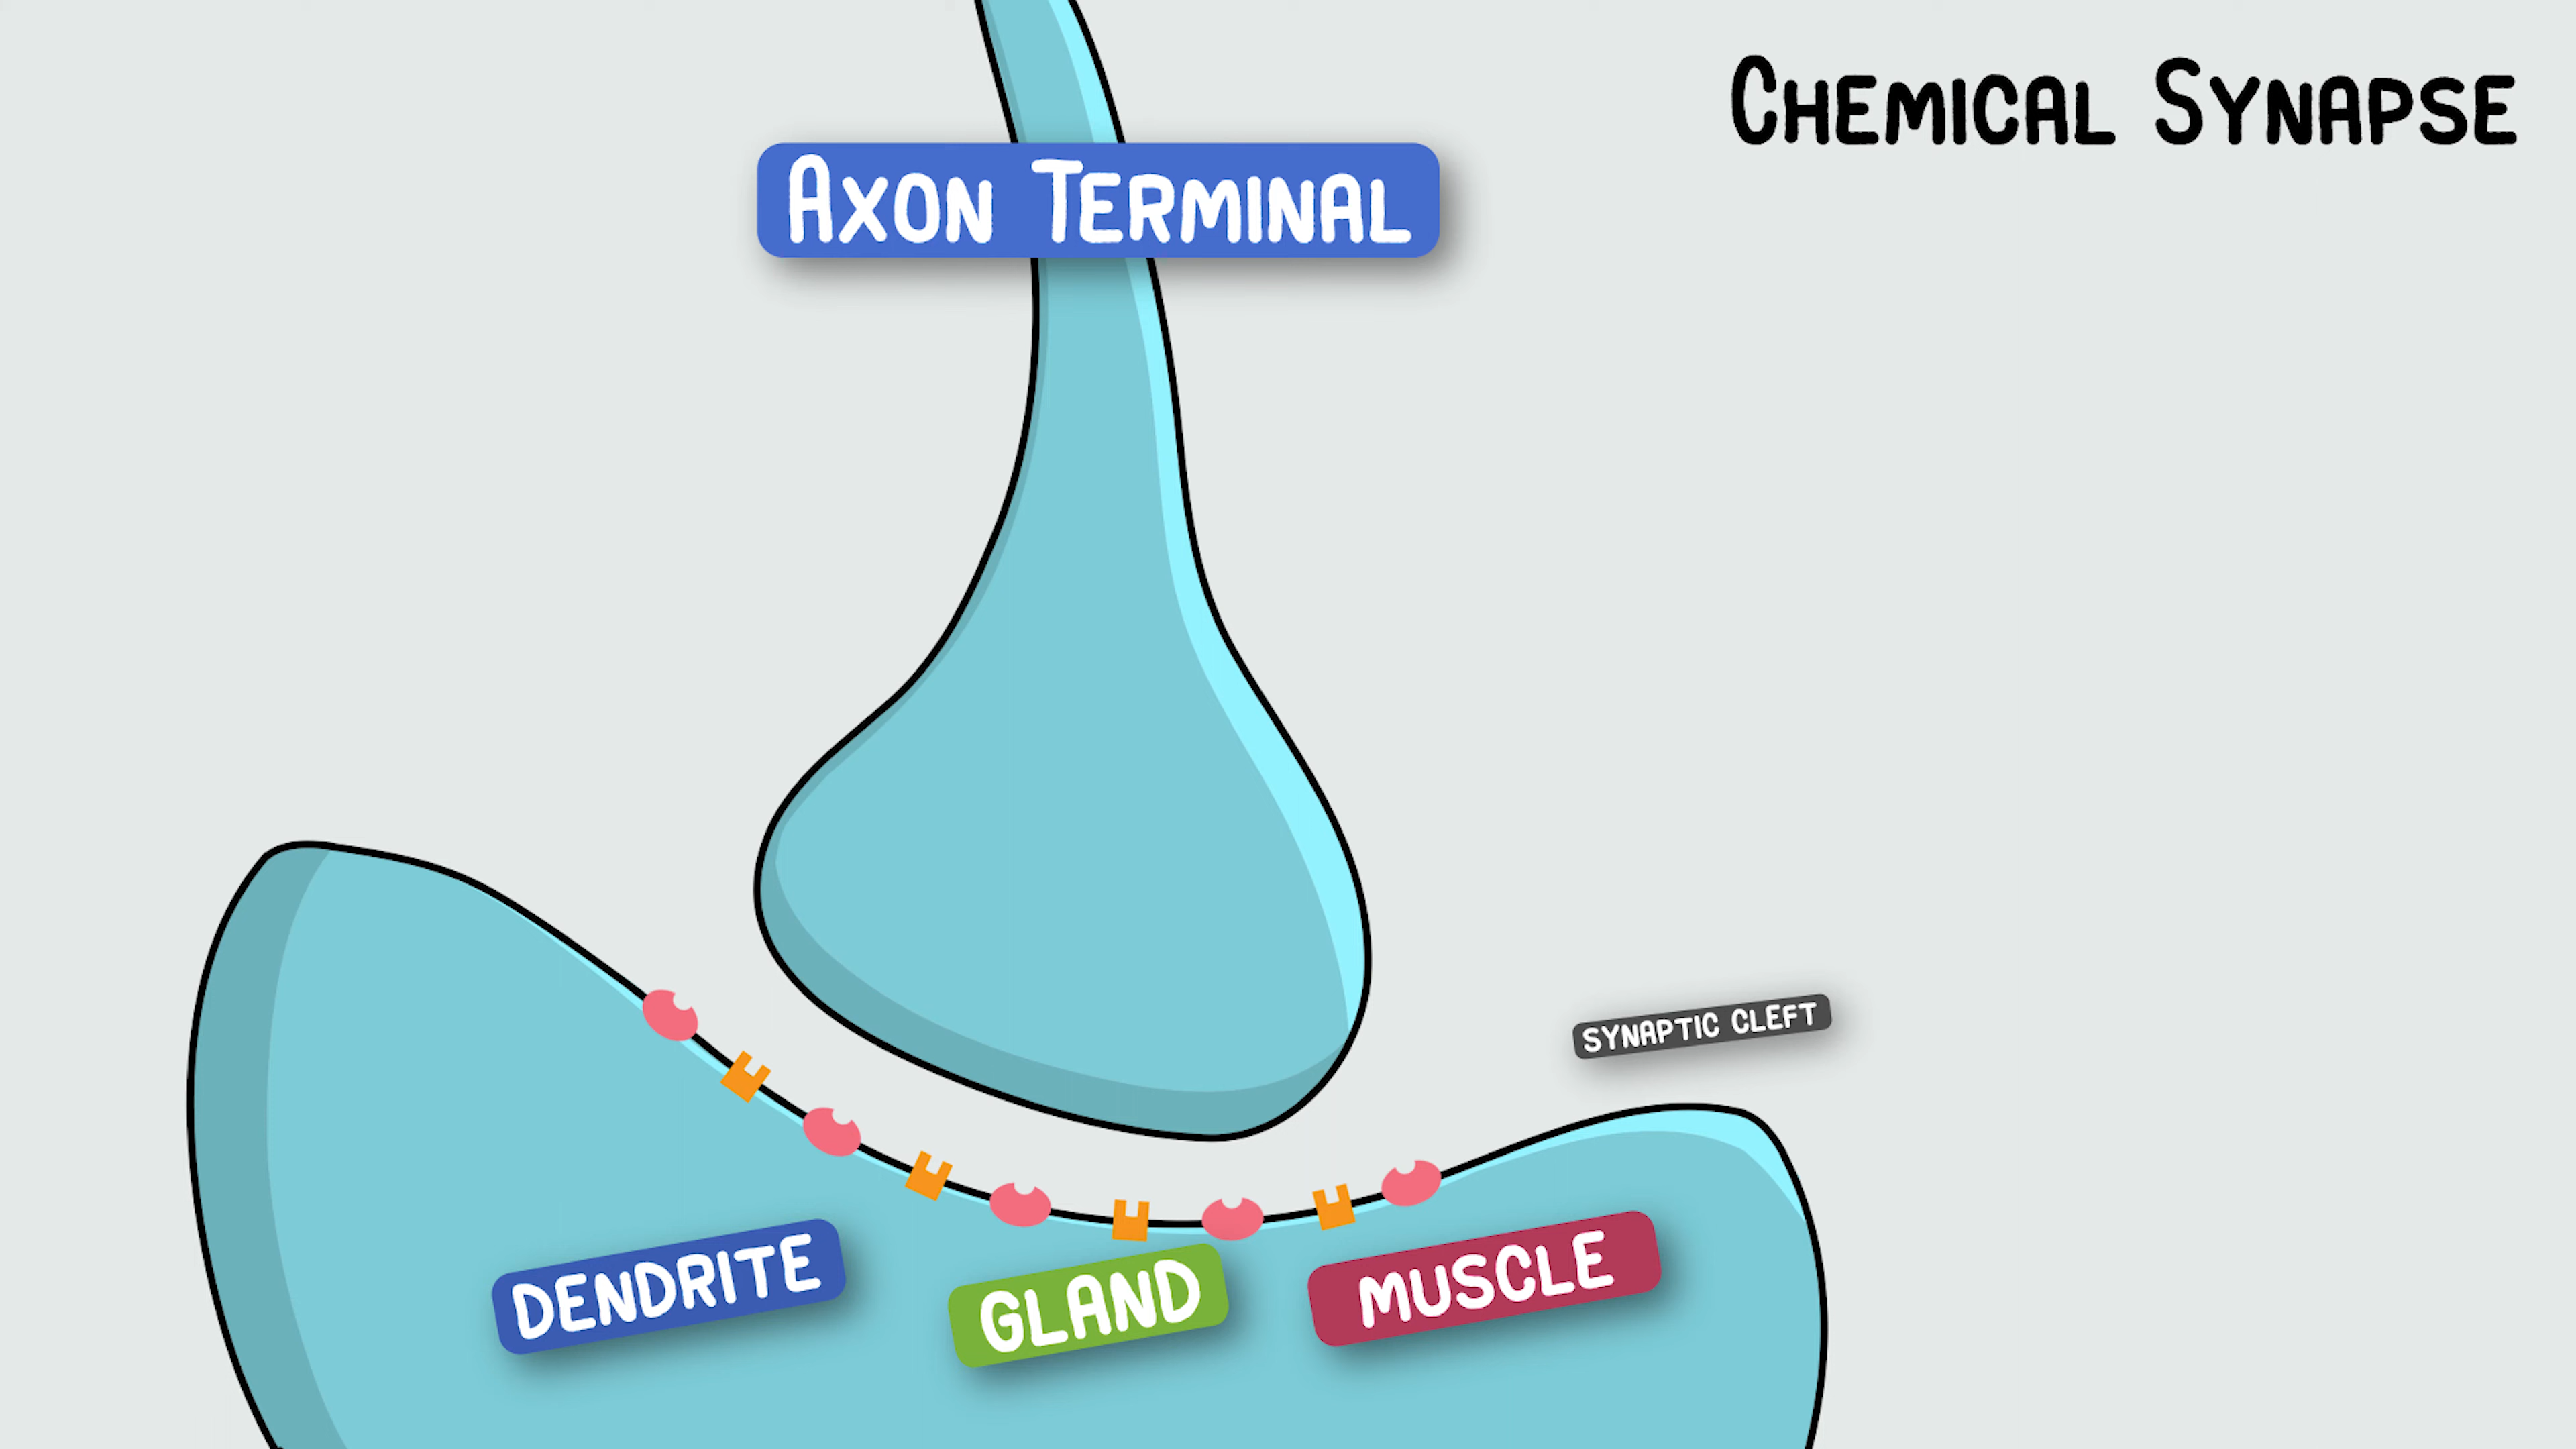 CHEMICAL SYNAPSE
AXON TERMINAL
SYNAPTIC CLEFT
DENDRITE
GLAND
MUSCLE